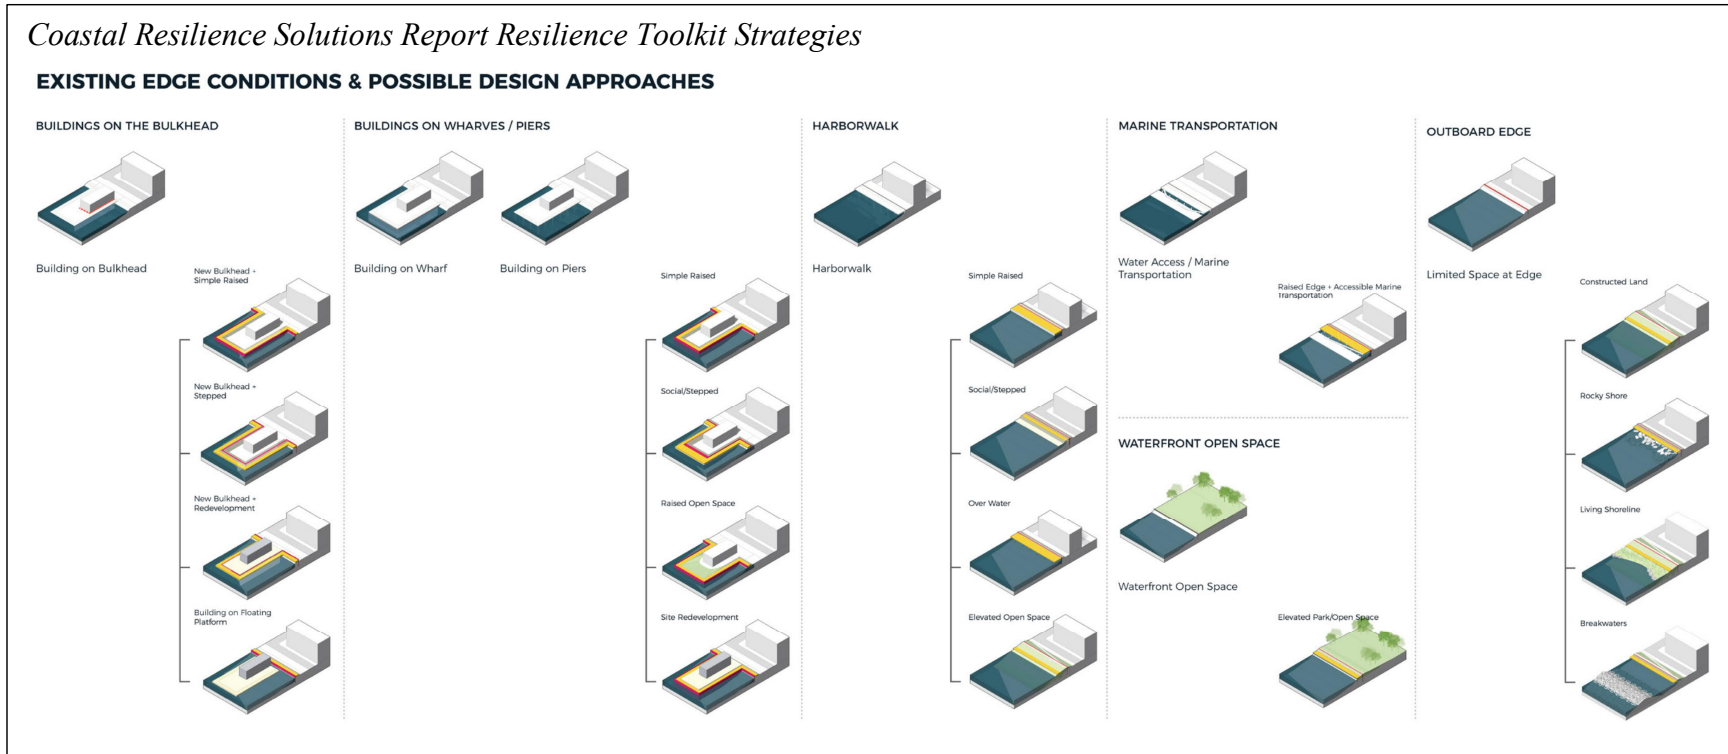 Coastal Resilience Solutions Report Resilience Toolkit Strategies
EXISTING EDGE CONDITIONS & POSSIBLE DESIGN APPROACHES
BUILDINGS ON THE BULKHEAD
Building on Bulkhead
New Bulkhead +
Simple Raised
New Bulkhead +
Stepped
New Bulkhead +
Redevelopment
Building on Floating
Platform
BUILDINGS ON WHARVES / PIERS
Building on Wharf
Building on Piers
Simple Raised
Social/Stepped
Raised Open Space
Site Redevelopment
HARBORWALK
Harborwalk
Simple Raised
Social/Stepped
Over Water
Elevated Open Space
MARINE TRANSPORTATION
Water Access / Marine
Transportation
Raised Edge + Accessible Marine
Transportation
WATERFRONT OPEN SPACE
Waterfront Open Space
Elevated Park/Open Space
OUTBOARD EDGE
Limited Space at Edge
Constructed Land
Rocky Shore
Living Shoreline
Breakwaters